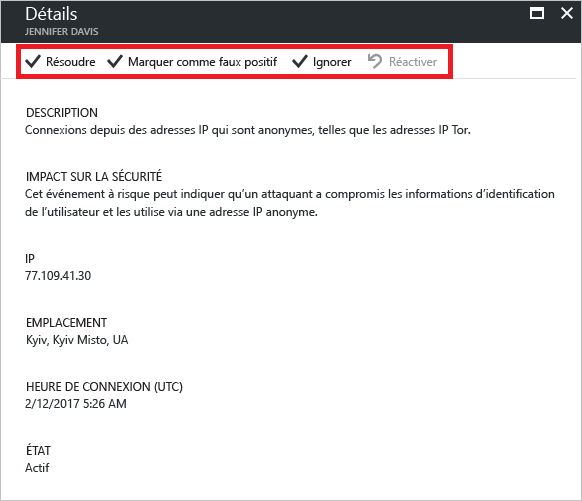 Détails
JENNIFER DAVIS
Résoudre Marquer comme faux positif Ignorer Réactiver
DESCRIPTION
Connexions depuis des adresses IP qui sont anonymes, telles que les adresses IP Tor.
IMPACT SUR LA SÉCURITÉ
Cet événement à risque peut indiquer qu'un attaquant a compromis les informations d'identification
de l'utilisateur et les utilise via une adresse IP anonyme.
IP
77.109.41.30
EMPLACEMENT
Kyiv, Kyiv Misto, UA
HEURE DE CONNEXION (UTC)
2/12/2017 5:26 AM
ÉTAT
Actif